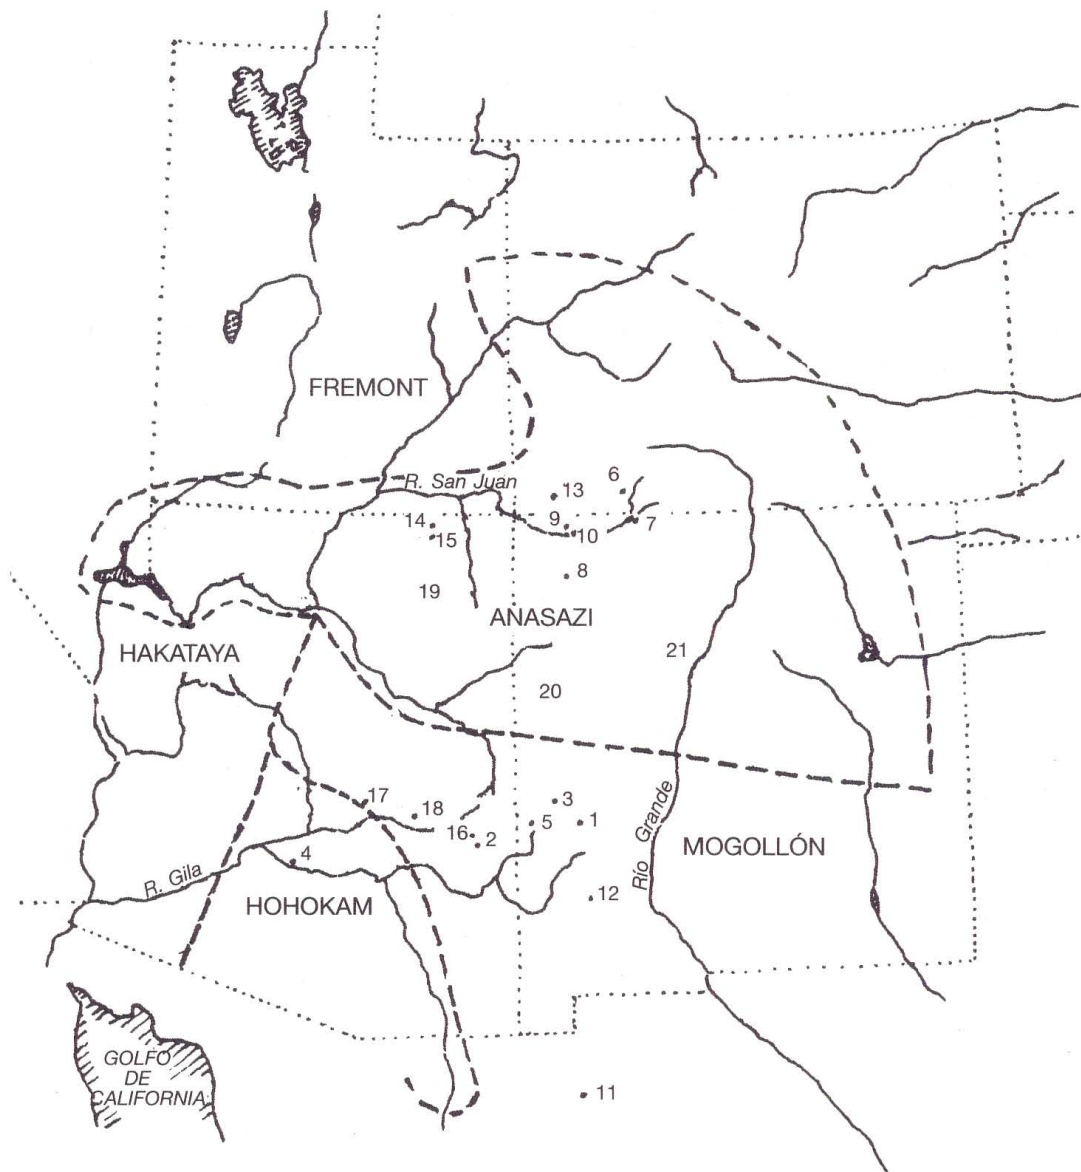 FREMONT
R. San Juan
6
13
14
9
7
15
10
8
19
ANASAZI
HAKATAYA
21
20
17
3
18
5
1
16
2
Río Grande
MOGOLLÓN
4
R. Gila
12
HOHOKAM
GOLFO
DE
CALIFORNIA
11